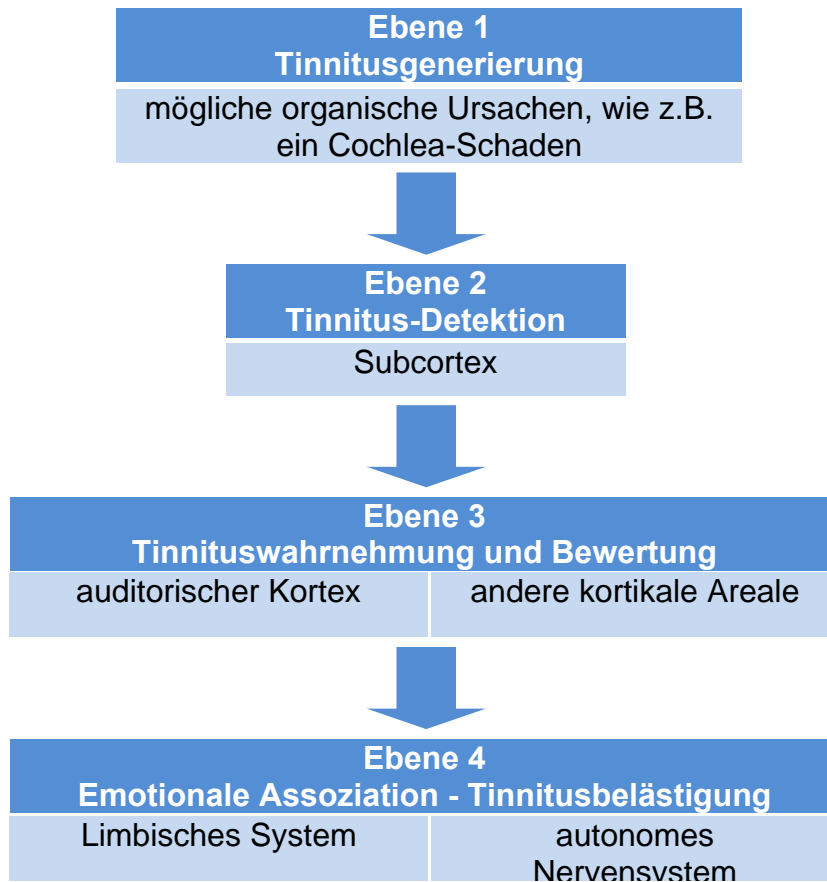 Ebene 1
Tinnitusgenerierung
mögliche organische Ursachen, wie z.B.
ein Cochlea-Schaden
Ebene 2
Tinnitus-Detektion
Subcortex
Ebene 3
Tinnituswahrnehmung und Bewertung
auditorischer Kortex
andere kortikale Areale
Ebene 4
Emotionale Assoziation - Tinnitusbelästigung
Limbisches System
autonomes
Nervensystem